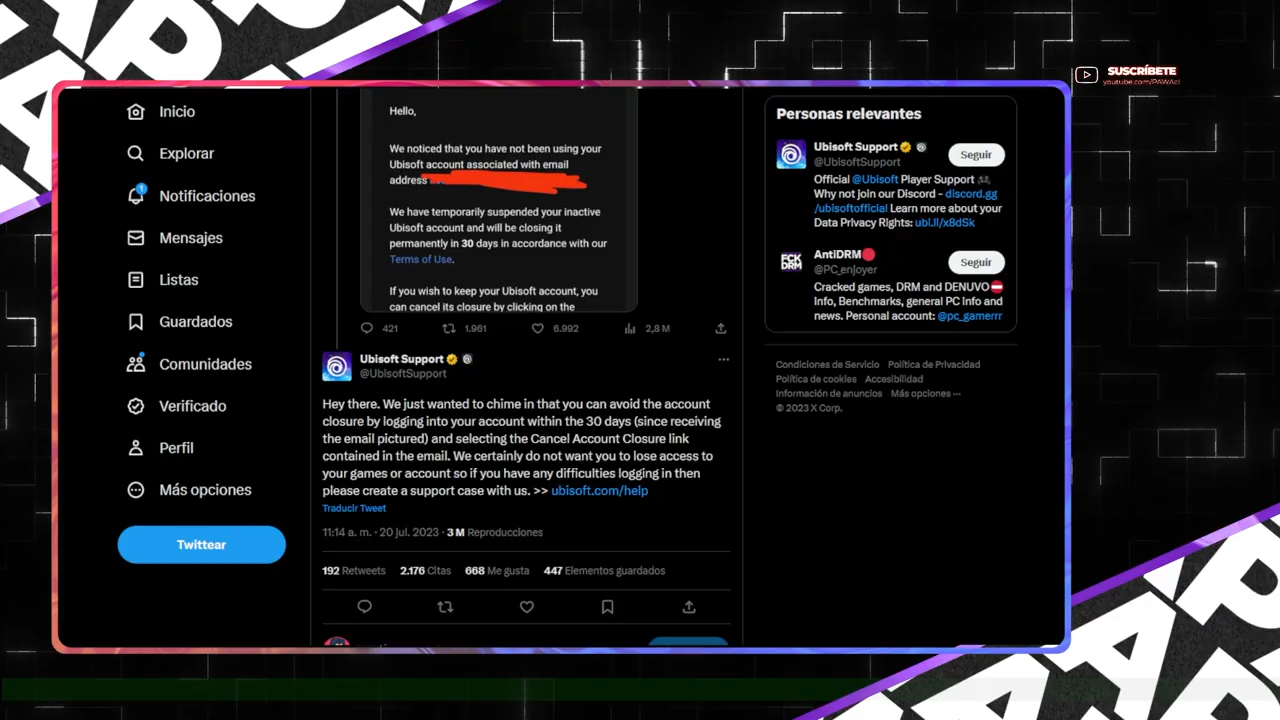 SUSCRÍBETE
youtube.com/PAWAcl
Inicio
Explorar
1
Notificaciones
Mensajes
Listas
Guardados
Comunidades
Verificado
Perfil
Más opciones
Twittear
Hello,
We noticed that you have not been using your
Ubisoft account associated with email
address
We have temporarily suspended your inactive
Ubisoft account and will be closing it
permanently in 30 days in accordance with our
Terms of Use.
If you wish to keep your Ubisoft account, you
can cancel its closure by clicking on the
421 1.961 6.992 2,8 M
Ubisoft Support
@UbisoftSupport
Hey there. We just wanted to chime in that you can avoid the account
closure by logging into your account within the 30 days (since receiving
the email pictured) and selecting the Cancel Account Closure link
contained in the email. We certainly do not want you to lose access to
your games or account so if you have any difficulties logging in then
please create a support case with us. >> ubisoft.com/help
Traducir Tweet
11:14 a. m. · 20 jul. 2023 · 3 M Reproducciones
192 Retweets 2.176 Citas 668 Me gusta 447 Elementos guardados
Personas relevantes
Ubisoft Support
@UbisoftSupport
Seguir
Official @Ubisoft Player Support
Why not join our Discord - discord.gg
/ubisoftofficial Learn more about your
Data Privacy Rights: ubi.li/x8dSk
FCK
DRM
AntiDRM
@PC_enjoyer
Seguir
Cracked games, DRM and DENUVO
Info, Benchmarks, general PC Info and
news. Personal account: @pc_gamerrr
Condiciones de Servicio Política de Privacidad
Política de cookies Accesibilidad
Información de anuncios Más opciones ···
© 2023 X Corp.